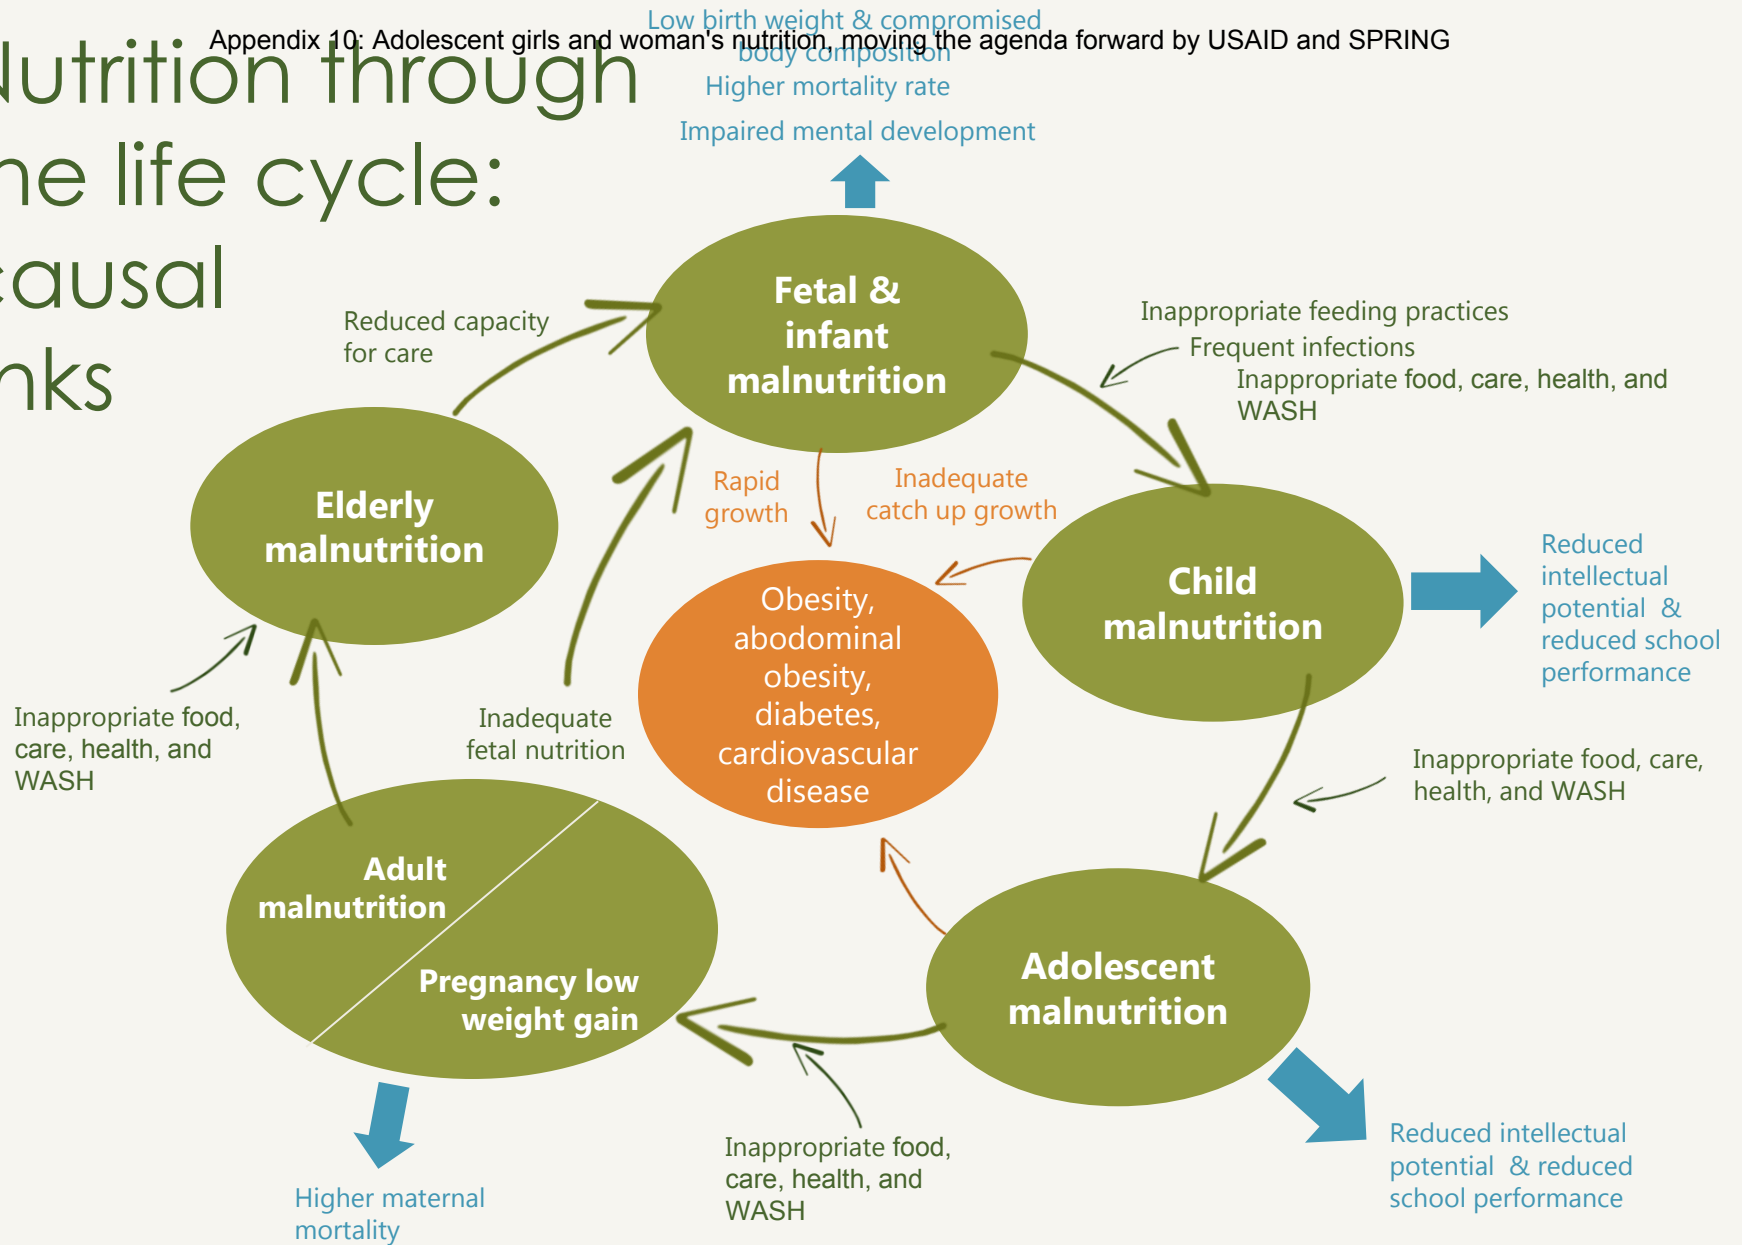 Appendix 10: Adolescent girls and woman's nutrition, moving the agenda forward by USAID and SPRING
Nutrition through
he life cycle:
causal
nks
Low birth weight & compromised
body composition
Higher mortality rate
Impaired mental development
Fetal &
infant
malnutrition
Reduced capacity
for care
Inappropriate feeding practices
Frequent infections
Inappropriate food, care, health, and
WASH
Elderly
malnutrition
Rapid
growth
Inadequate
catch up growth
Child
malnutrition
Reduced
intellectual
potential & 
reduced school
performance
Obesity,
abodominal
obesity,
diabetes,
cardiovascular
disease
Inappropriate food,
care, health, and
WASH
Inadequate
fetal nutrition
Inappropriate food, care,
health, and WASH
Adult
malnutrition
Pregnancy low
weight gain
Adolescent
malnutrition
Inappropriate food,
care, health, and
WASH
Higher maternal
mortality
Reduced intellectual
potential & reduced
school performance